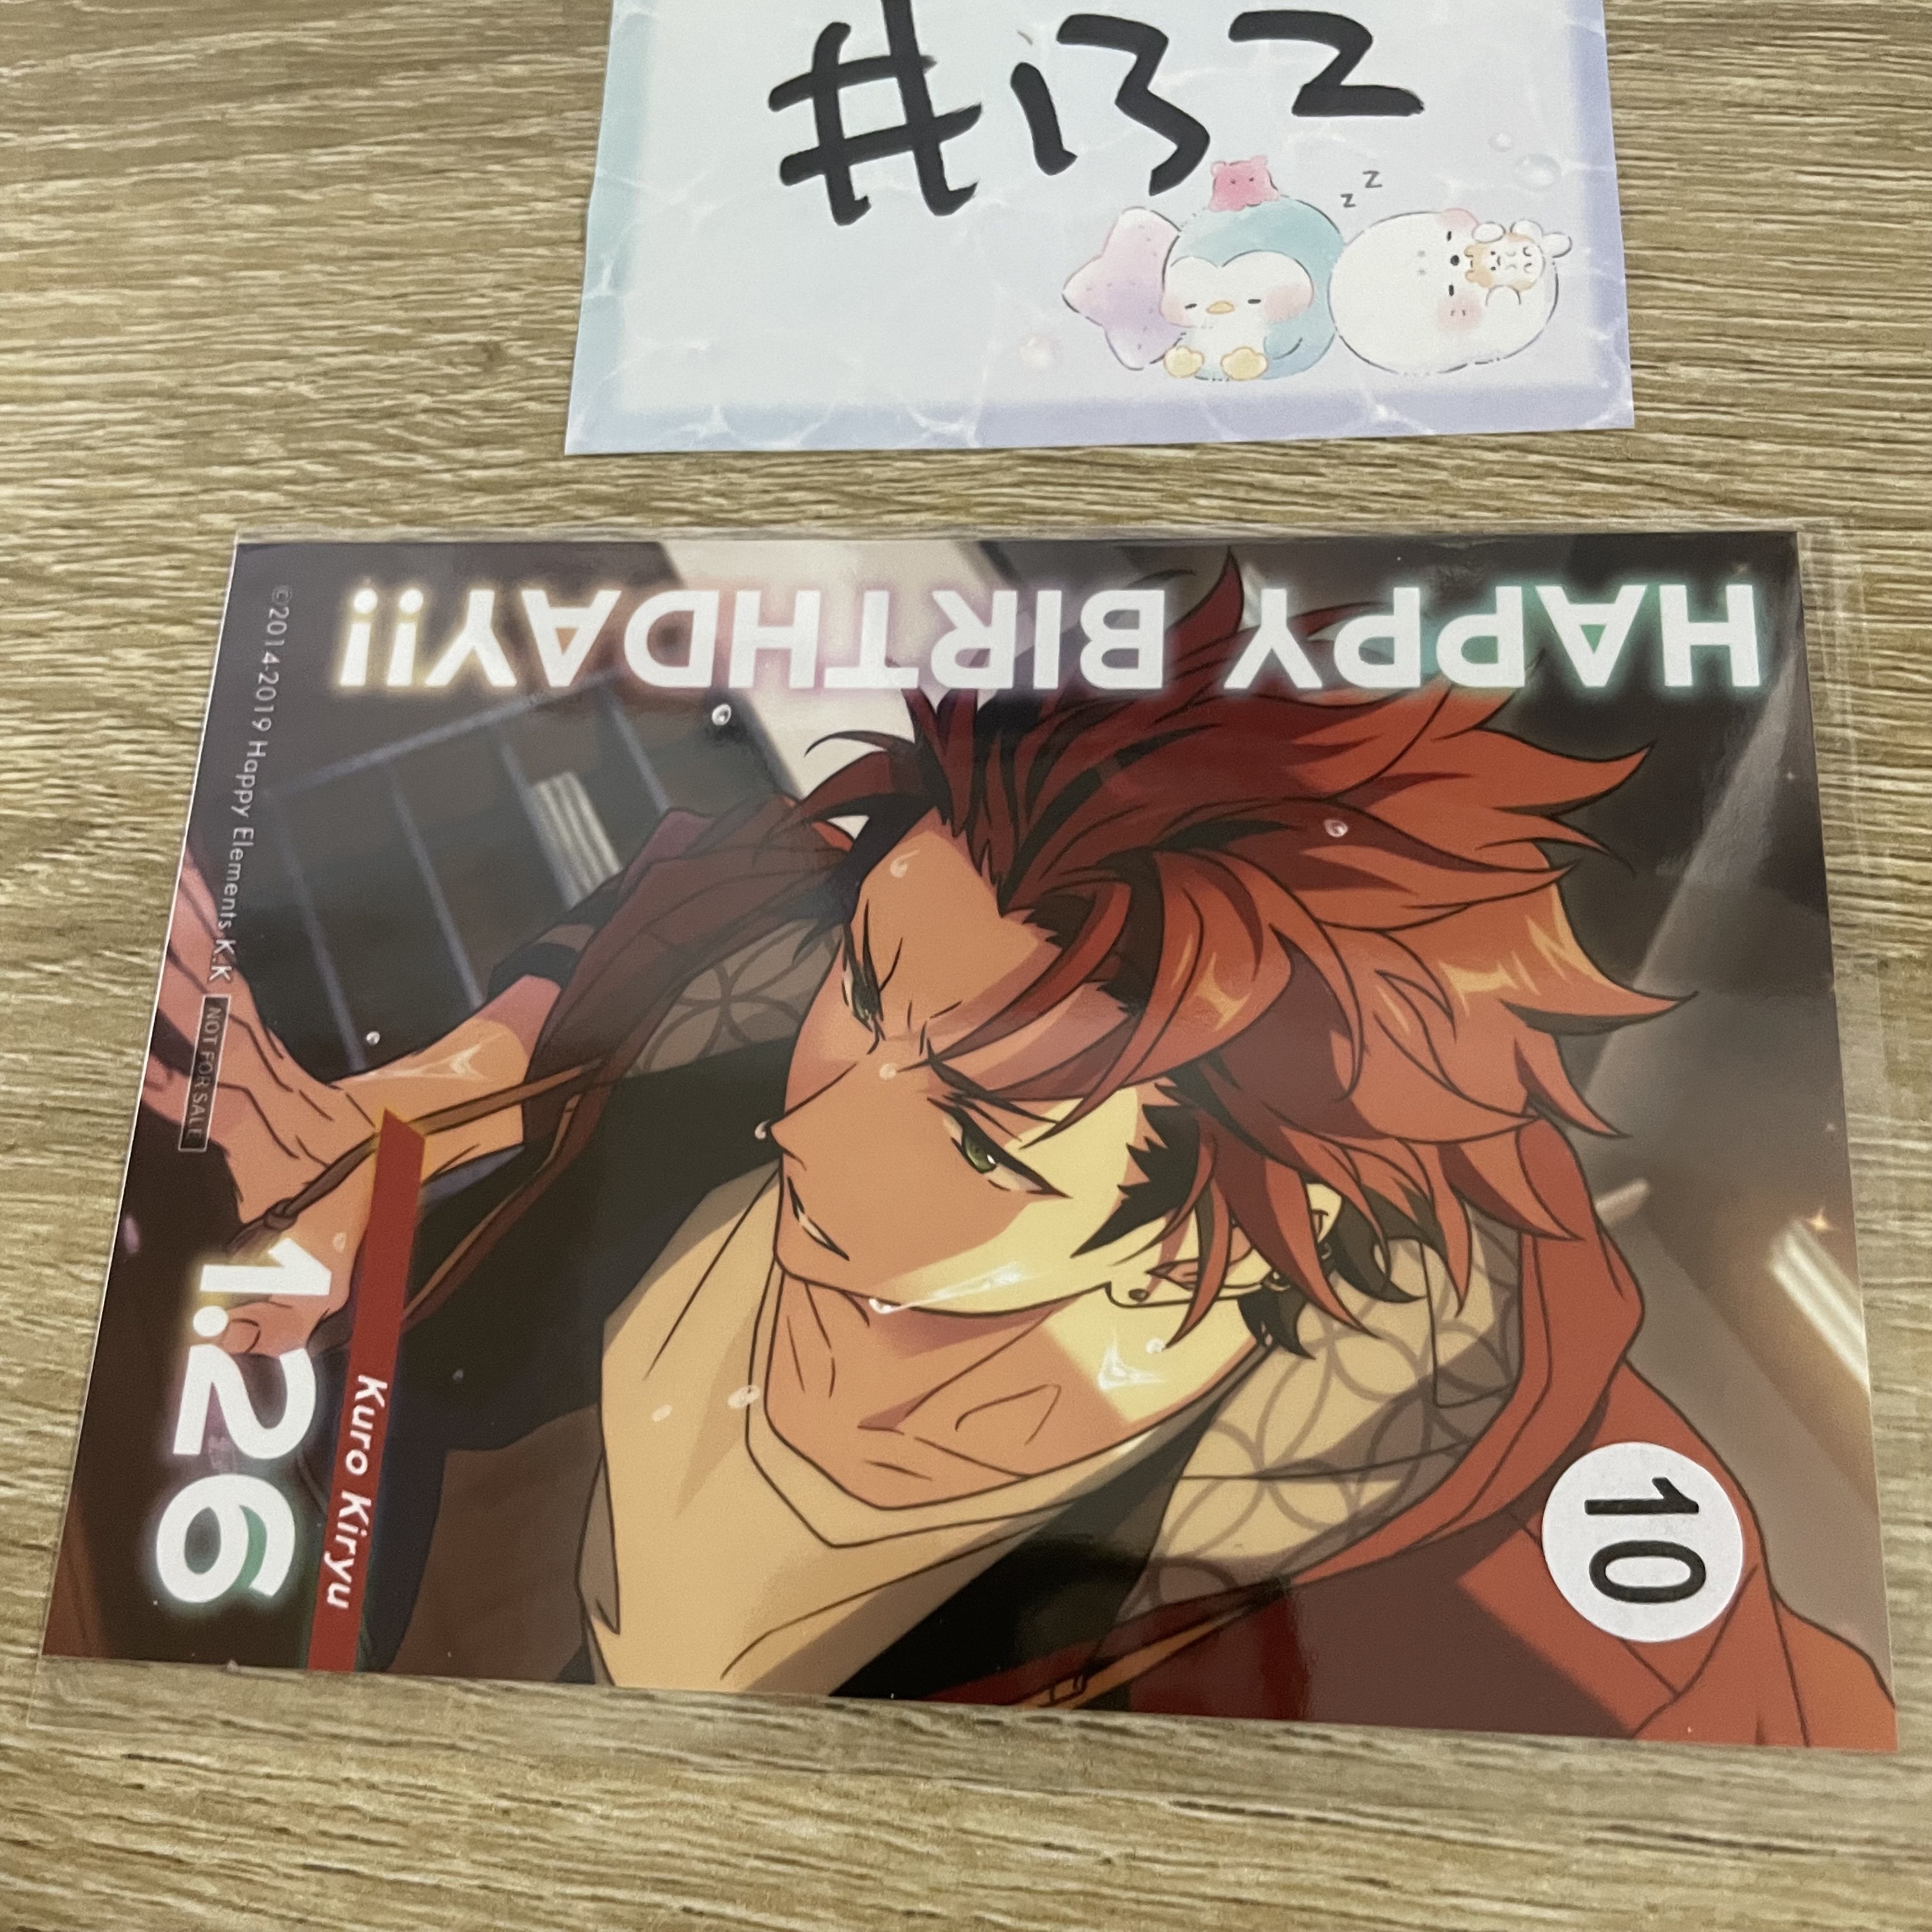 #132
z z
HAPPY BIRTHDAY!!
©2014-2019 Happy Elements K.K
NOT FOR SALE
1.26
Kuro Kiryu
10